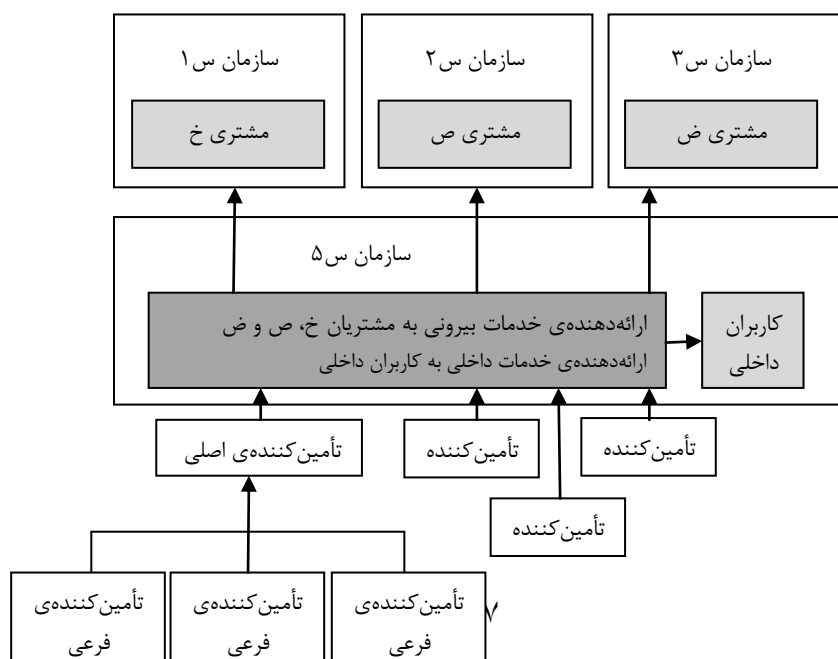 سازمان س۳
سازمان س۲
سازمان س۱
مشتری ض
مشتری ص
مشتری خ
سازمان س۵
ارائه‌دهنده‌ی خدمات بیرونی به مشتریان خ، ص و ض
ارائه‌دهنده‌ی خدمات داخلی به کاربران داخلی
کاربران
داخلی
تأمین‌کننده
تأمین‌کننده
تأمین‌کننده‌ی اصلی
تأمین‌کننده
تأمین‌کننده‌ی
فرعی
تأمین‌کننده‌ی
فرعی
تأمین‌کننده‌ی
فرعی
۷